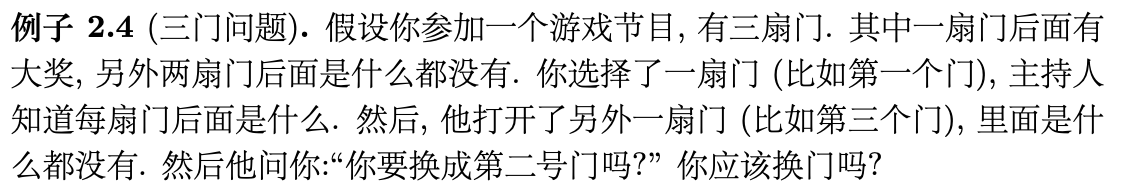 例子 2.4 (三门问题). 假设你参加一个游戏节目, 有三扇门. 其中一扇门后面有
大奖, 另外两扇门后面是什么都没有. 你选择了一扇门 (比如第一个门), 主持人
知道每扇门后面是什么. 然后, 他打开了另外一扇门 (比如第三个门), 里面是什
么都没有. 然后他问你:“你要换成第二号门吗?” 你应该换门吗?